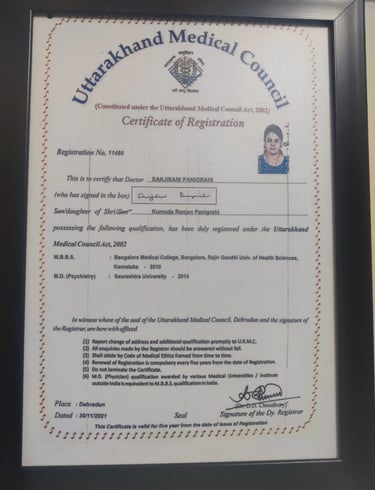 Uttarakhand Medical Council
(Constituted under the Uttarakhand Medical Council Act, 2002)
Certificate of Registration
Registration No. 11480
This is to certify that Doctor SANJIBANI PANIGRAHI
(who has signed in the box)
Son/daughter of Shri/Smt Kumuda Ranjan Panigrahi
possessing the following qualification, has been duly registered under the Uttarakhand
Medical Council Act, 2002
M.B.B.S. : Bangalore Medical Collage, Bangalore, Rajiv Gandhi Univ. of Health Sciences,
Karnataka - 2010
M.D. (Psychiatry) : Saurashtra University - 2014
In witness where of the seal of the Uttarakhand Medical Council, Dehradun and the signature of
the Registrar, are here with affixed.
(1) Report change of address and additional qualification promptly to U.K.M.C.
(2) All enquiries made by the Registrar should be answered without fail.
(3) Shall abide by Code of Medical Ethics framed from time to time.
(4) Renewal of Registration is compulsory every five years from the date of Registration.
(5) Do not laminate the Certificate.
(6) M.D. (Physician) qualification awarded by various Medical Universities / Institute
outside India is equivalent to M.B.B.S. qualification in India.
(Dr. D.D. Choudhury)
Place : Dehradun
Signature of the Dy. Registrar
Dated : 30/11/2021 Seal
This Certificate is valid for five year from the date of issue of Registration